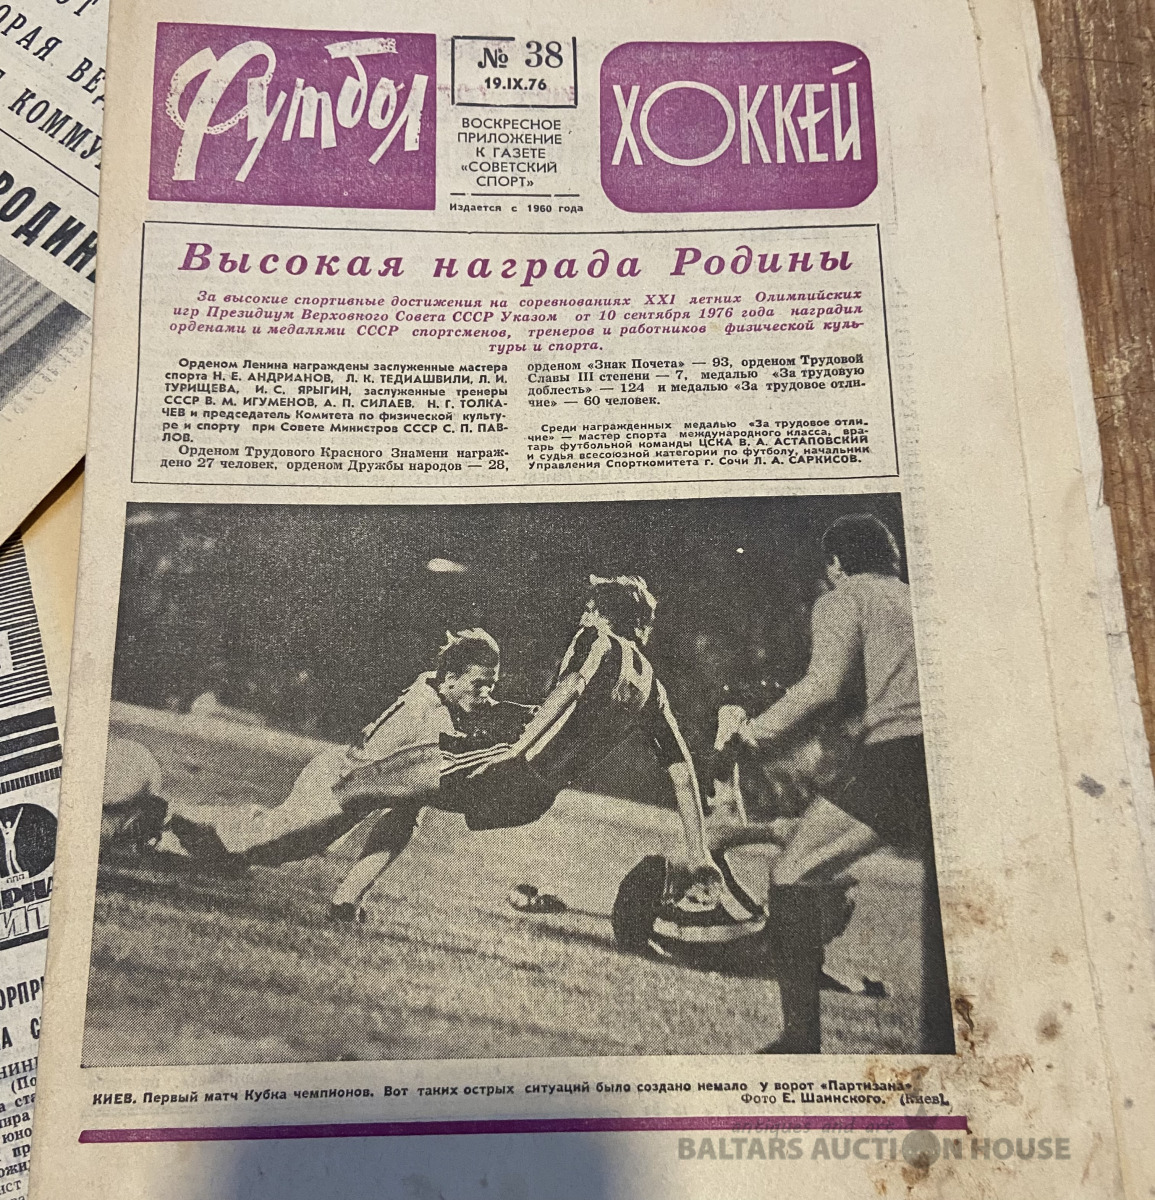 Футбол
№ 38
19.IX.76
ВОСКРЕСНОЕ
ПРИЛОЖЕНИЕ
К ГАЗЕТЕ
«СОВЕТСКИЙ
СПОРТ»
Издается с 1960 года
ХОККЕЙ
Высокая награда Родины
За высокие спортивные достижения на соревнованиях XXI летних Олимпийских
игр Президиум Верховного Совета СССР Указом от 10 сентября 1976 года наградил
орденами и медалями СССР спортсменов, тренеров и работников физической куль-
туры и спорта.
Орденом Ленина награждены заслуженные мастера
спорта Н. Е. АНДРИАНОВ, Л. К. ТЕДИАШВИЛИ, Л. И.
ТУРИЩЕВА, И. С. ЯРЫГИН, заслуженные тренеры
СССР В. М. ИГУМЕНОВ, А. П. СИЛАЕВ, Н. Г. ТОЛКА-
ЧЕВ и председатель Комитета по физической культу-
ре и спорту при Совете Министров СССР С. П. ПАВ-
ЛОВ.
Орденом Трудового Красного Знамени награж-
дено 27 человек, орденом Дружбы народов — 28,
орденом «Знак Почета» — 93, орденом Трудовой
Славы III степени — 7, медалью «За трудовую
доблесть» — 124 и медалью «За трудовое отли-
чие» — 60 человек.
Среди награжденных медалью «За трудовое отли-
чие» — мастер спорта международного класса, вра-
тарь футбольной команды ЦСКА В. А. АСТАПОВСКИЙ
и судья всесоюзной категории по футболу, начальник
Управления Спорткомитета г. Сочи Л. А. САРКИСОВ.
КИЕВ. Первый матч Кубка чемпионов. Вот таких острых ситуаций было создано немало у ворот «Партизана».
Фото Е. Шаинского. (Киев).
antiques and art
BALTARS AUCTION HOUSE
РОДИН
КОММУ
ОРАЯ ВЕ